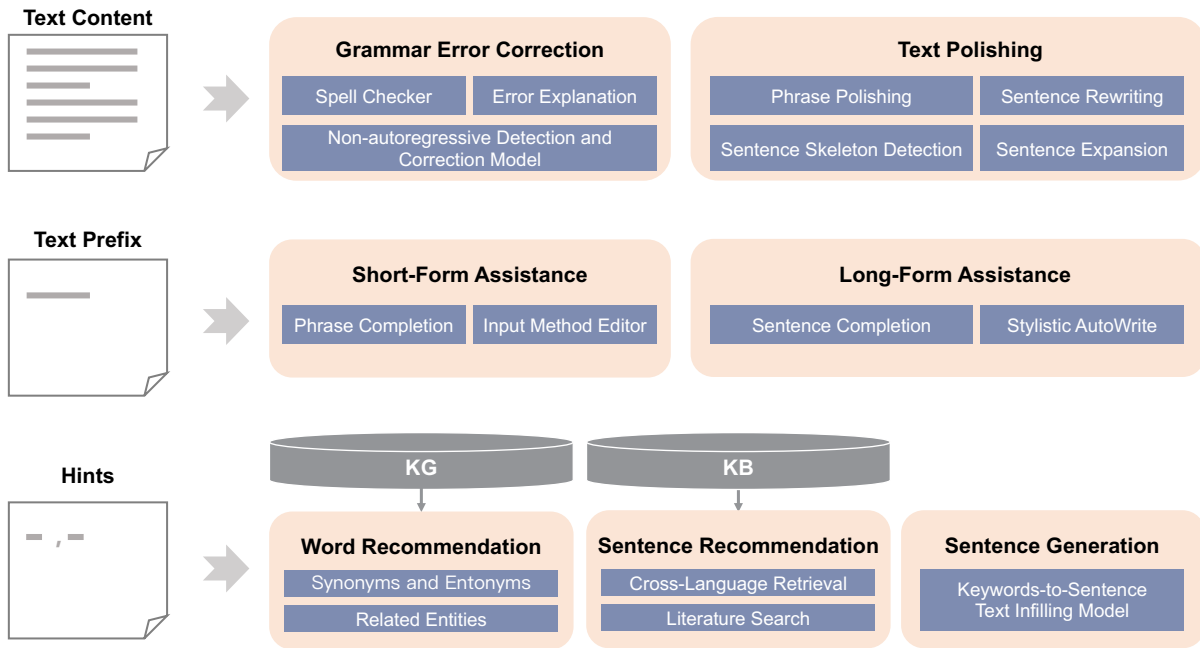 Text Content
Grammar Error Correction
Spell Checker
Error Explanation
Non-autoregressive Detection and
Correction Model
Text Polishing
Phrase Polishing
Sentence Rewriting
Sentence Skeleton Detection
Sentence Expansion
Text Prefix
Short-Form Assistance
Phrase Completion
Input Method Editor
Long-Form Assistance
Sentence Completion
Stylistic AutoWrite
Hints
KG
KB
Word Recommendation
Synonyms and Entonyms
Related Entities
Sentence Recommendation
Cross-Language Retrieval
Literature Search
Sentence Generation
Keywords-to-Sentence
Text Infilling Model